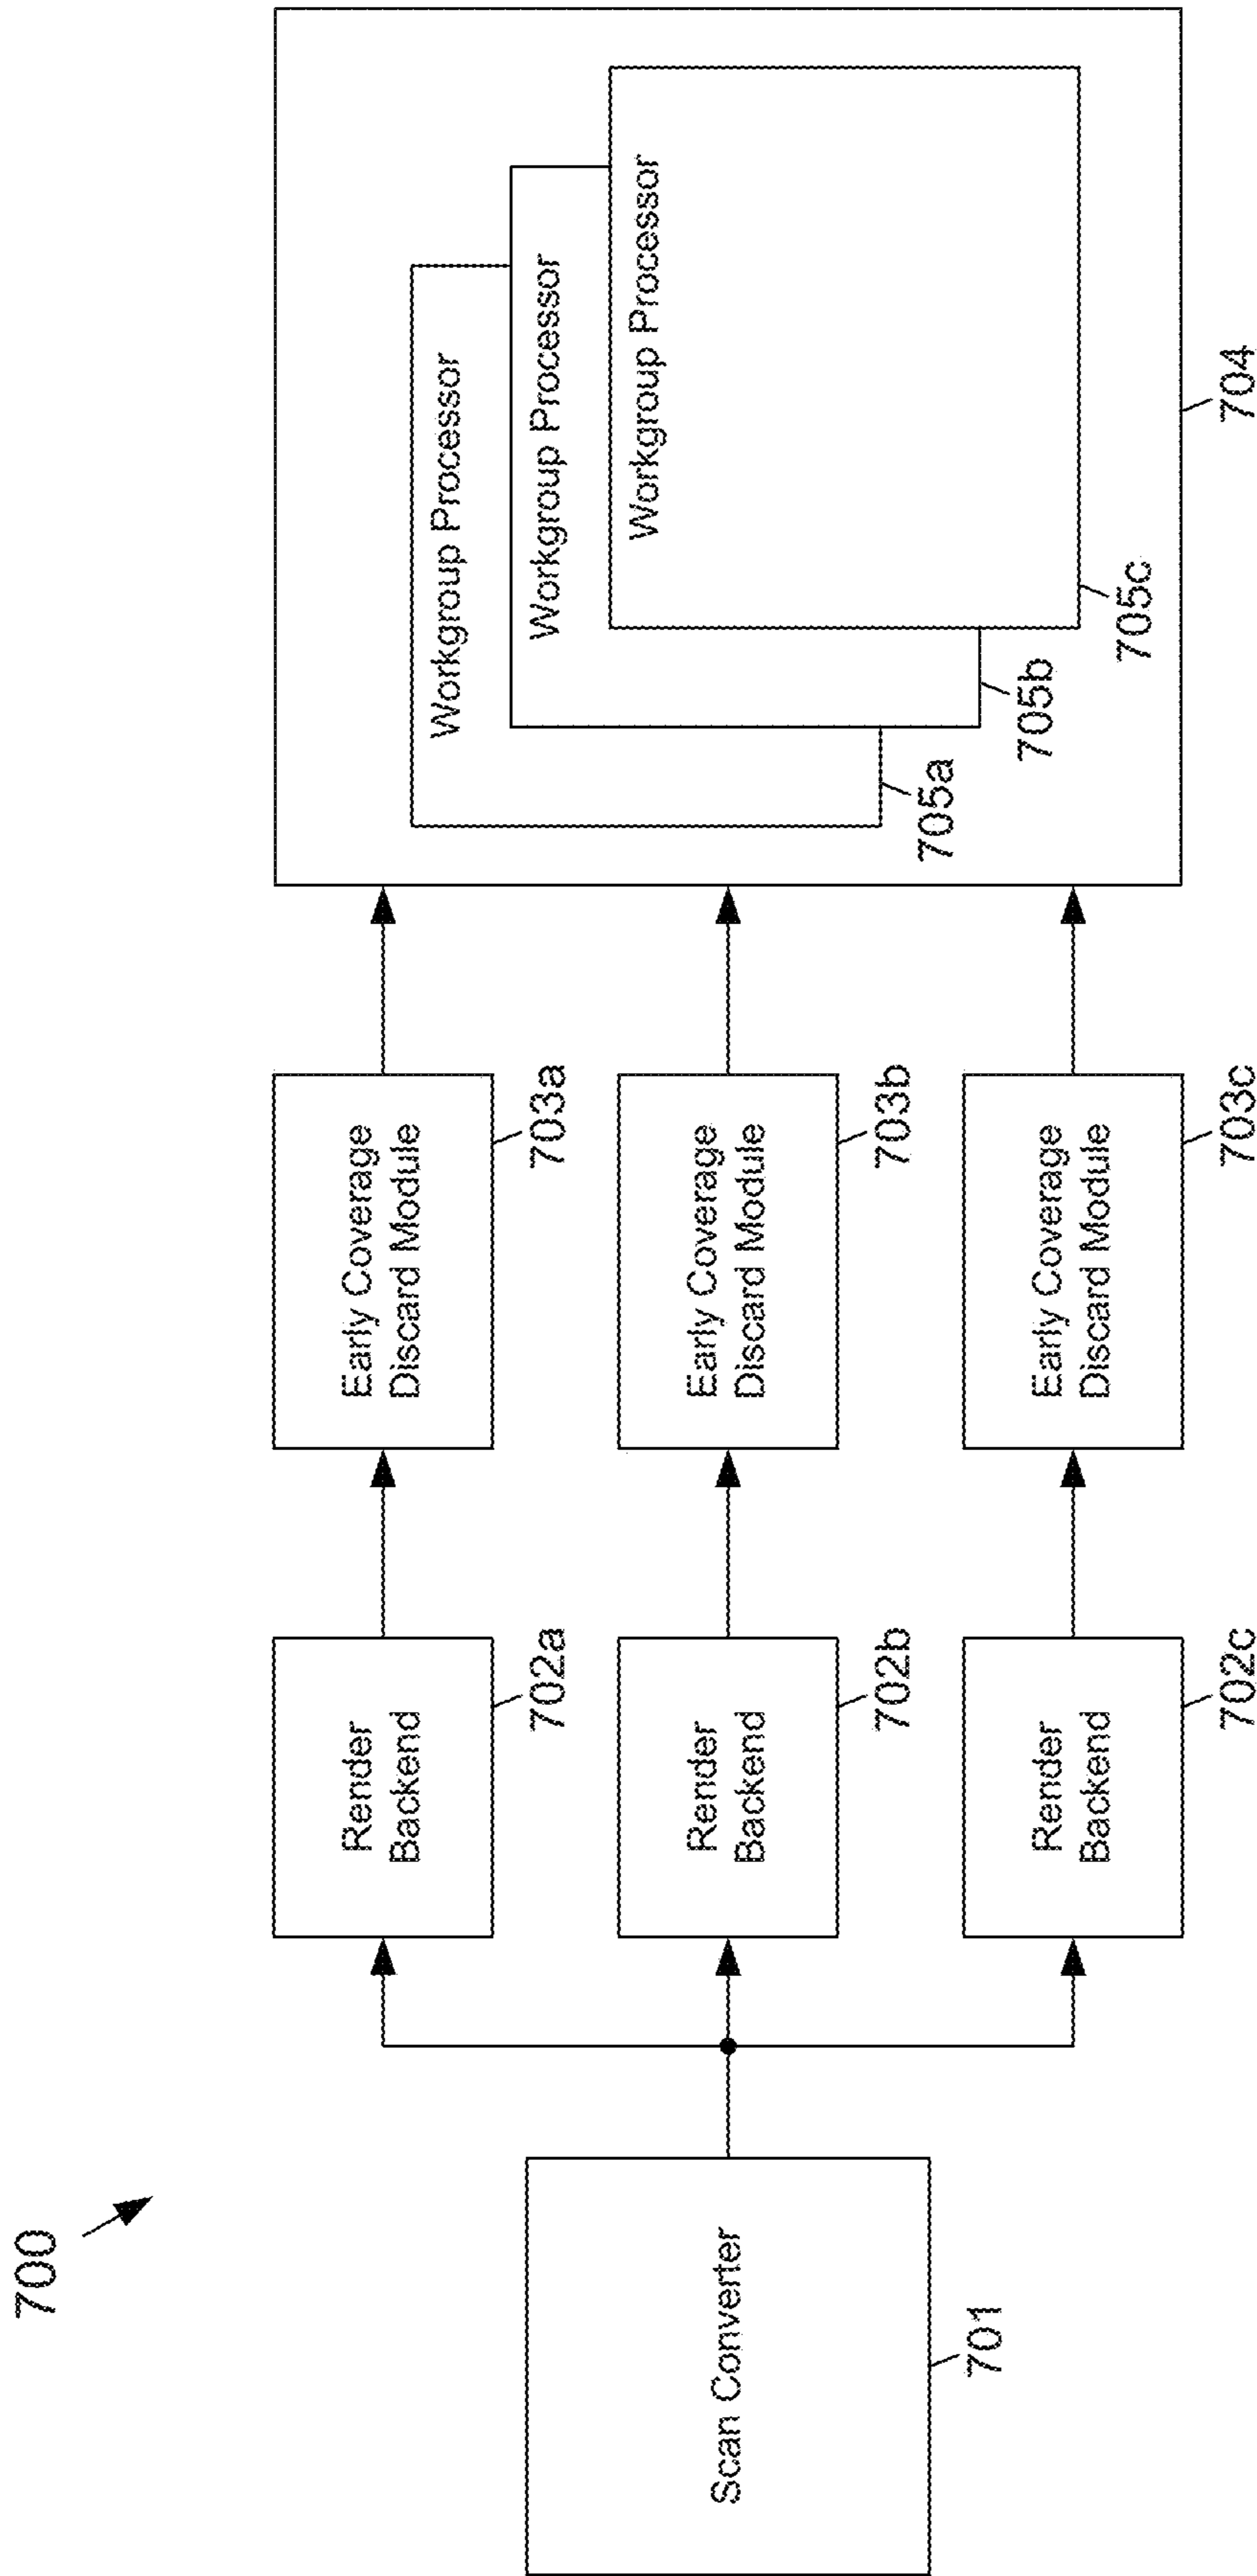 700
Scan Converter
701
Render
Backend
702a
Render
Backend
702b
Render
Backend
702c
Early Coverage
Discard Module
703a
Early Coverage
Discard Module
703b
Early Coverage
Discard Module
703c
Workgroup Processor
705a
Workgroup Processor
705b
Workgroup Processor
705c
704